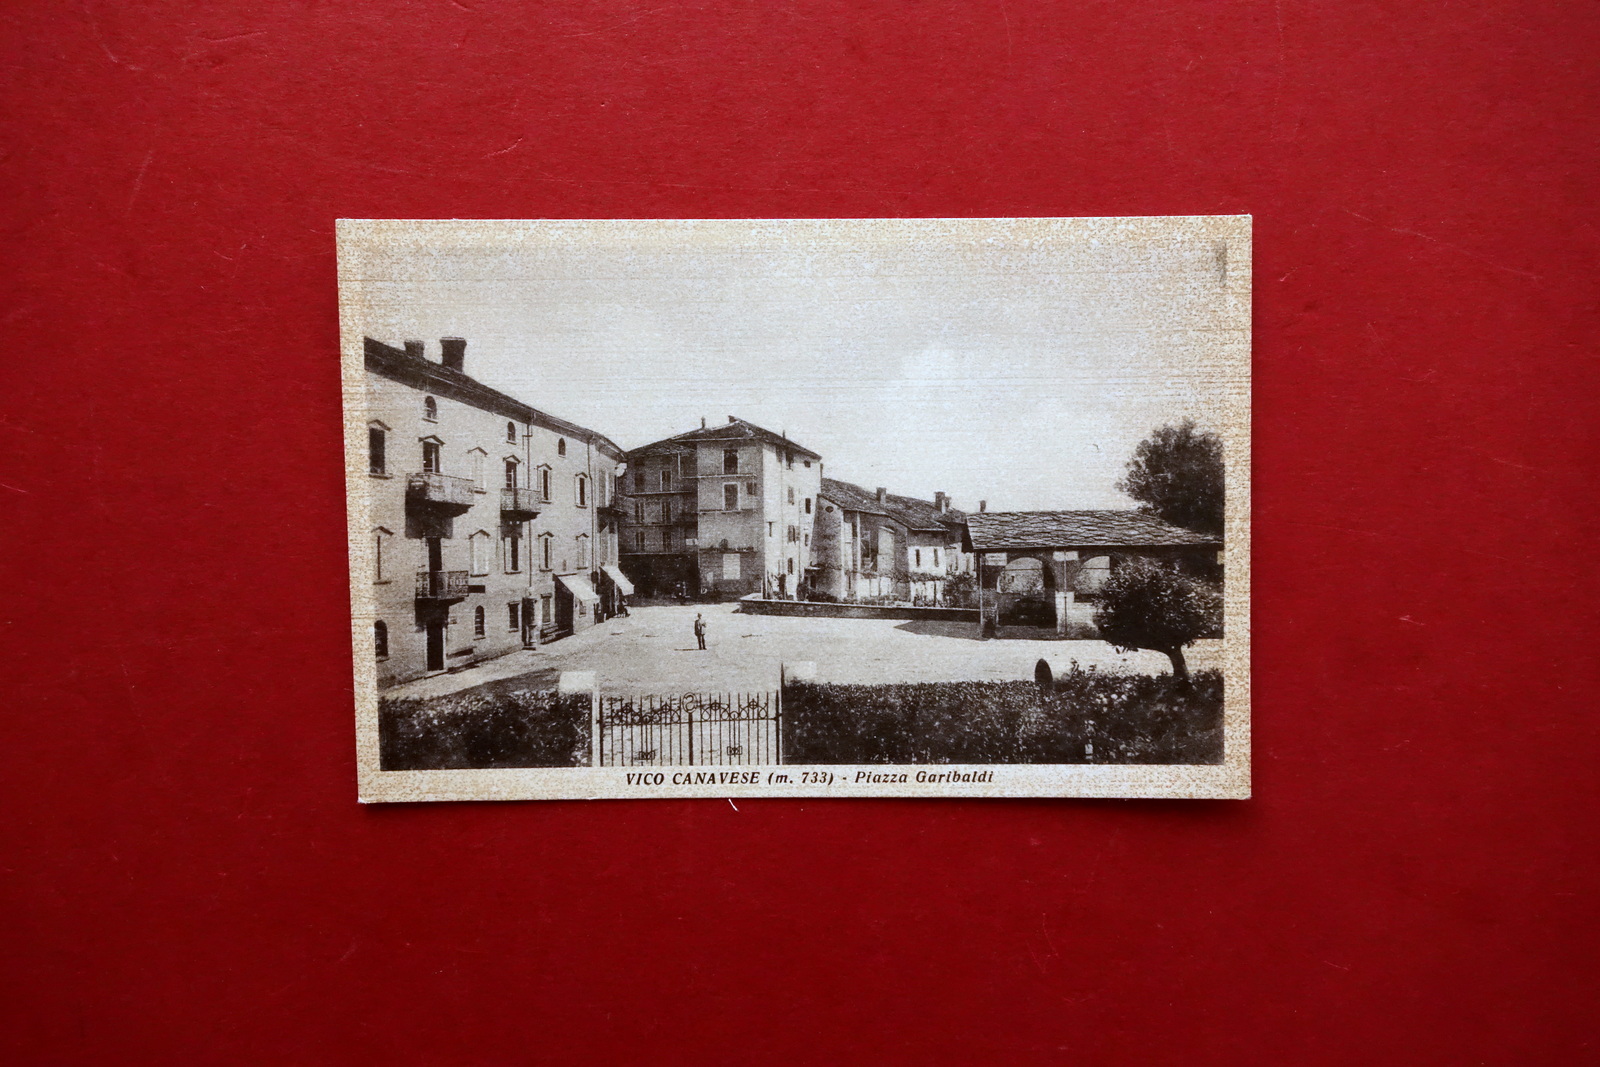 VICO CANAVESE (m. 733) - Piazza Garibaldi